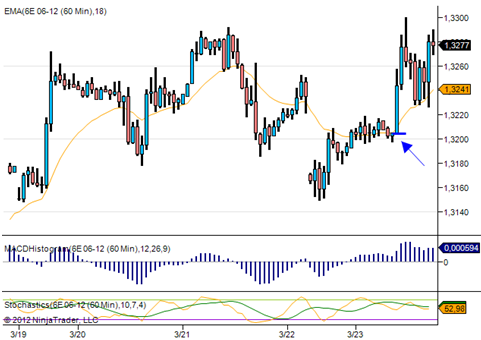 EMA(6E 06-12 (60 Min),18)
1,3300
1,3277
1,3260
1,3241
1,3220
1,3200
1,3180
1,3160
1,3140
MACDHistogram(6E 06-12 (60 Min),12,26,9)
0,000594
0
Stochastics(6E 06-12 (60 Min),10,7,4)
52,98
© 2012 NinjaTrader, LLC
3/19 3/20 3/21 3/22 3/23